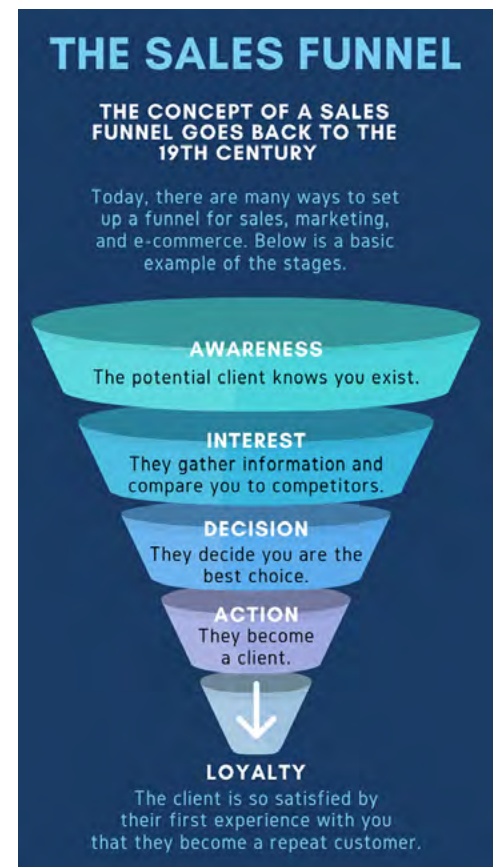 THE SALES FUNNEL
THE CONCEPT OF A SALES
FUNNEL GOES BACK TO THE
19TH CENTURY
Today, there are many ways to set
up a funnel for sales, marketing,
and e-commerce. Below is a basic
example of the stages.
AWARENESS
The potential client knows you exist.
INTEREST
They gather information and
compare you to competitors.
DECISION
They decide you are the
best choice.
ACTION
They become
a client.
LOYALTY
The client is so satisfied by
their first experience with you
that they become a repeat customer.